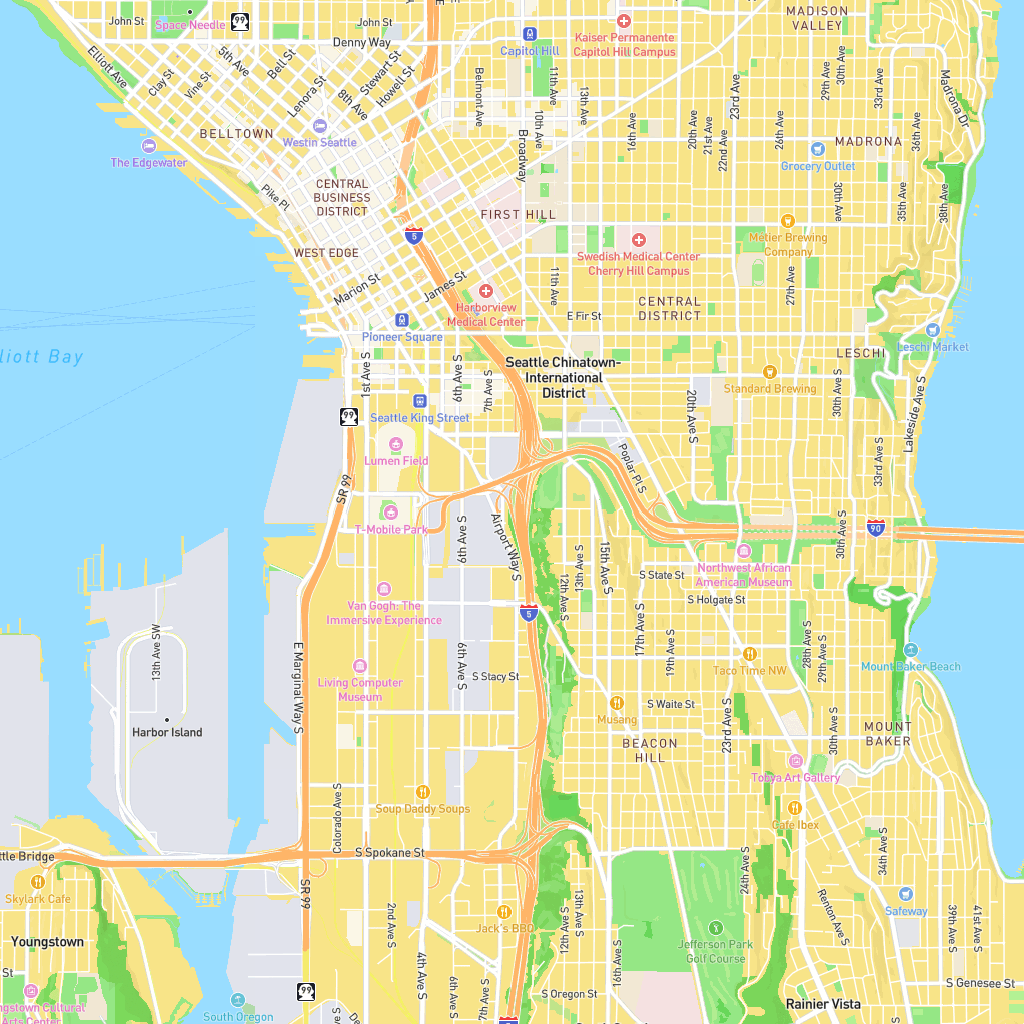 John St
Space Needle
99
John St
Denny Way
E
Capitol Hill
Kaiser Permanente
Capitol Hill Campus
MADISON
VALLEY
Elliott Ave
5th Ave
Bell St
Stewart St
Clay St
Vine St
Lenora St
8th Ave
Howell St
Belmont Ave
11th Ave
10th Ave
13th Ave
16th Ave
20th Ave
21st Ave
22nd Ave
23rd Ave
26th Ave
29th Ave
30th Ave
33rd Ave
36th Ave
Madrona Dr
BELLTOWN
Westin Seattle
The Edgewater
Broadway
MADRONA
Grocery Outlet
CENTRAL
BUSINESS
DISTRICT
Pike Pl
FIRST HILL
30th Ave
35th Ave
38th Ave
5
WEST EDGE
Metier Brewing
Company
Swedish Medical Center
Cherry Hill Campus
Marion St
James St
11th Ave
27th Ave
Harborview
Medical Center
E Fir St
CENTRAL
DISTRICT
Pioneer Square
Leschi Market
LESCHI
lliott Bay
1st Ave S
6th Ave S
7th Ave S
Seattle Chinatown-
International
District
Standard Brewing
20th Ave S
30th Ave S
Lakeside Ave S
99
Seattle King Street
Lumen Field
Poplar Pl S
33rd Ave S
SR 99
T-Mobile Park
6th Ave S
Airport Way S
90
30th Ave S
13th Ave S
15th Ave S
Northwest African
American Museum
S State St
12th Ave S
S Holgate St
Van Gogh: The
Immersive Experience
5
13th Ave SW
E Marginal Way S
6th Ave S
17th Ave S
19th Ave S
28th Ave S
29th Ave S
Mount Baker Beach
Living Computer
Museum
S Stacy St
Taco Time NW
Harbor Island
Musang
S Waite St
23rd Ave S
30th Ave S
MOUNT
BAKER
BEACON
HILL
Tobya Art Gallery
Colorado Ave S
Soup Daddy Soups
Cafe Ibex
ttle Bridge
S Spokane St
34th Ave S
24th Ave S
Skylark Cafe
SR 99
2nd Ave S
13th Ave S
Renton Ave S
Safeway
39th Ave S
41st Ave S
Youngstown
Jack's BBQ
12th Ave S
16th Ave S
Jefferson Park
Golf Course
4th Ave S
St
6th Ave S
7th Ave S
S Oregon St
S Genesee St
99
ngstown Cultural
Arts Center
South Oregon
Rainier Vista